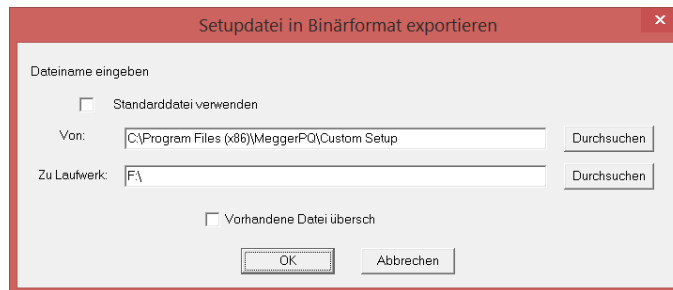 Setupdatei in Binärformat exportieren
Dateiname eingeben
Standarddatei verwenden
Von: C:\Program Files (x86)\MeggerPQ\Custom Setup Durchsuchen
Zu Laufwerk: F:\ Durchsuchen
Vorhandene Datei übersch
OK Abbrechen